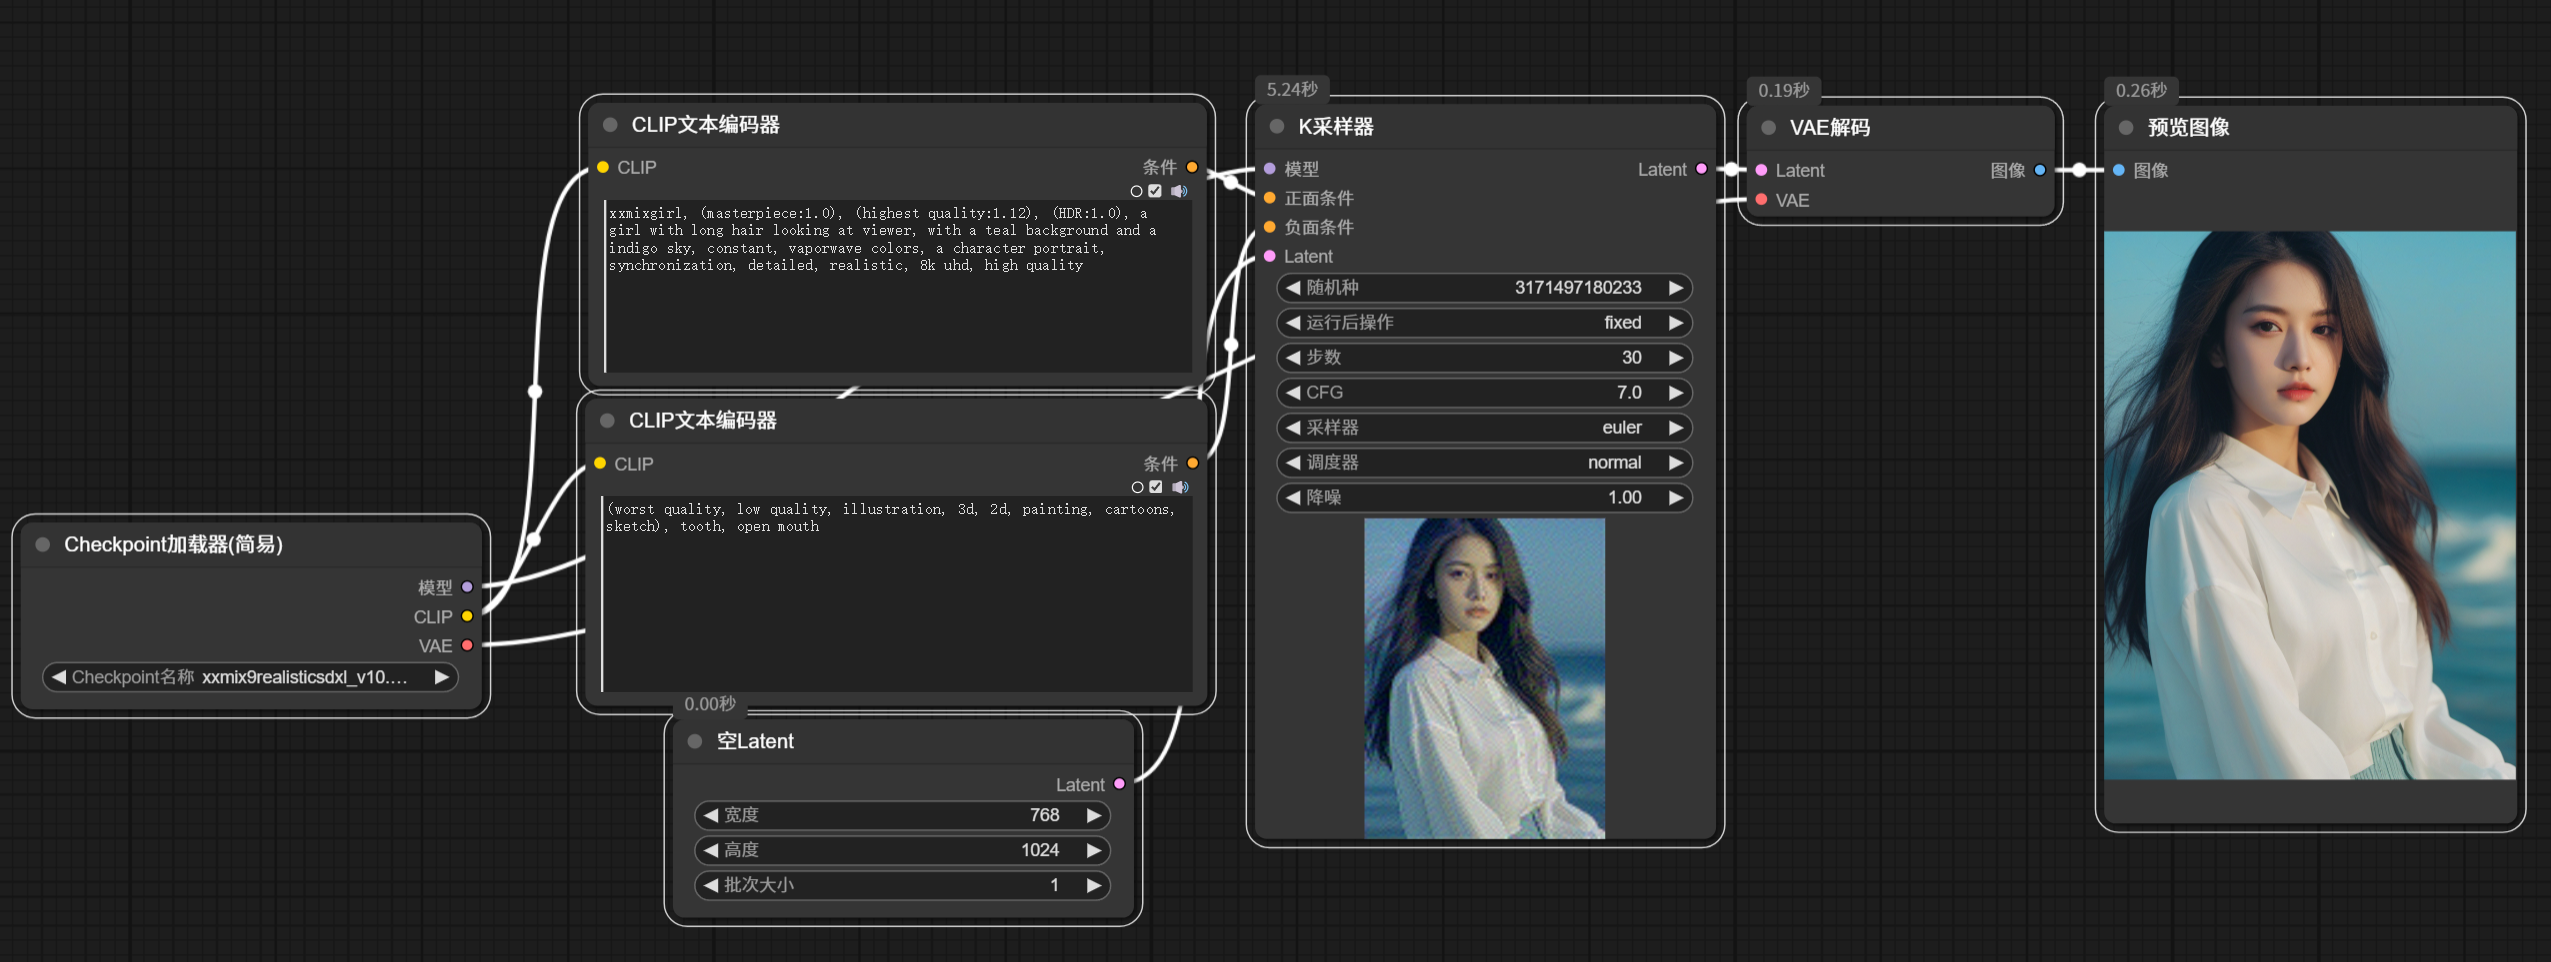 CLIP文本编码器
CLIP
条件
xxmixgirl, (masterpiece:1.0), (highest quality:1.12), (HDR:1.0), a
girl with long hair looking at viewer, with a teal background and a
indigo sky, constant, vaporwave colors, a character portrait,
synchronization, detailed, realistic, 8k uhd, high quality
CLIP文本编码器
CLIP
条件
(worst quality, low quality, illustration, 3d, 2d, painting, cartoons,
sketch), tooth, open mouth
Checkpoint加载器(简易)
模型
CLIP
VAE
Checkpoint名称 xxmix9realisticsdxl_v10....
0.00秒
空Latent
Latent
宽度 768
高度 1024
批次大小 1
5.24秒
K采样器
模型
Latent
正面条件
负面条件
Latent
随机种 3171497180233
运行后操作 fixed
步数 30
CFG 7.0
采样器 euler
调度器 normal
降噪 1.00
0.19秒
VAE解码
Latent
图像
VAE
0.26秒
预览图像
图像